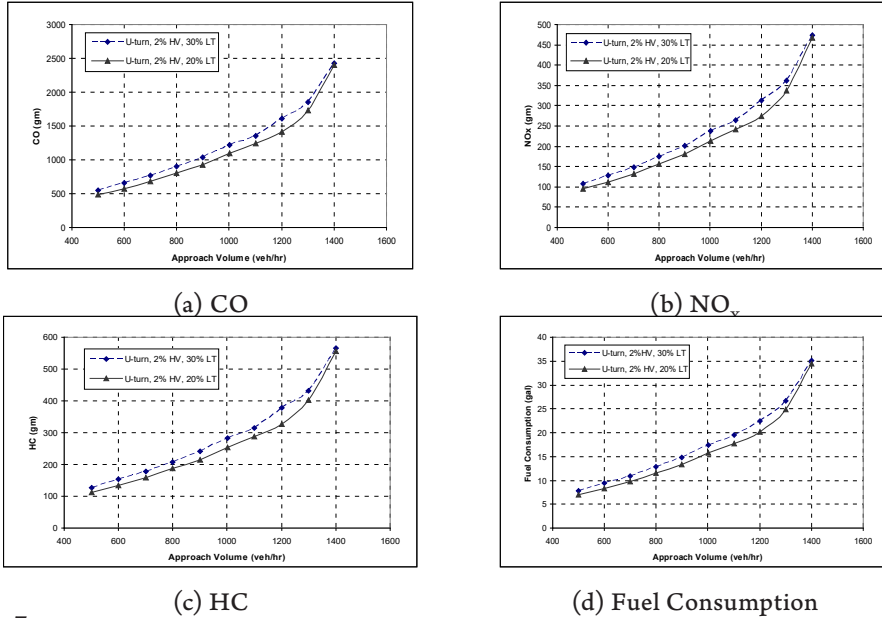 3000
2500
2000
1500
1000
500
0
CO (gm)
U-turn, 2% HV, 30% LT
U-turn, 2% HV, 20% LT
400 600 800 1000 1200 1400 1600
Approach Volume (veh/hr)
(a) CO
500
450
400
350
300
250
200
150
100
50
0
NOx (gm)
U-turn, 2% HV, 30% LT
U-turn, 2% HV, 20% LT
400 600 800 1000 1200 1400 1600
Approach Volume (veh/hr)
(b) NOx
600
500
400
300
200
100
0
HC (gm)
U-turn, 2% HV, 30% LT
U-turn, 2% HV, 20% LT
400 600 800 1000 1200 1400 1600
Approach Volume (veh/hr)
(c) HC
40
35
30
25
20
15
10
5
0
Fuel Consumption (gal)
U-turn, 2%HV, 30% LT
U-turn, 2% HV, 20% LT
400 600 800 1000 1200 1400 1600
Approach Volume (veh/hr)
(d) Fuel Consumption